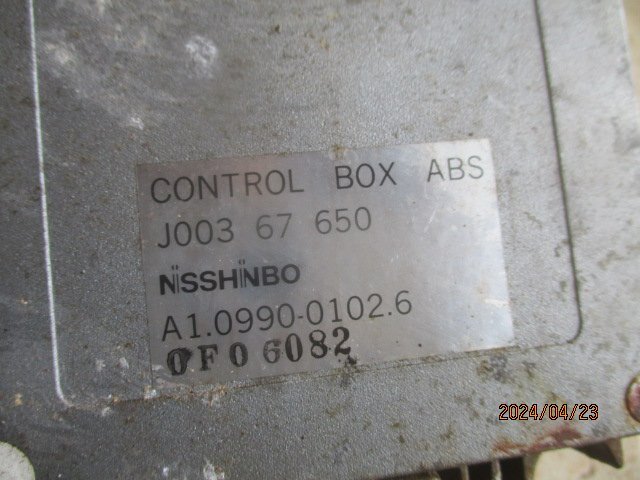 CONTROL BOX ABS
J003 67 650
NISSHINBO
A1.0990-0102.6
0F06082
2024/04/23